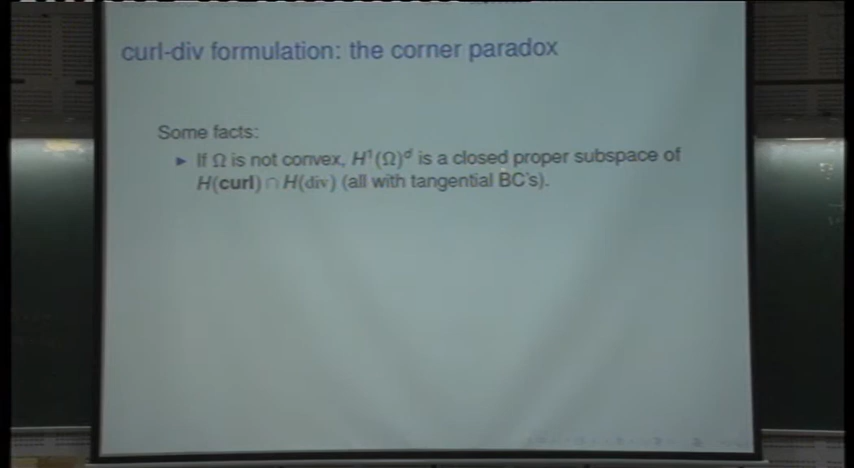 curl-div formulation: the corner paradox
Some facts:
► If Ω is not convex, H¹(Ω)ᵈ is a closed proper subspace of
H(curl) ∩ H(div) (all with tangential BC's).